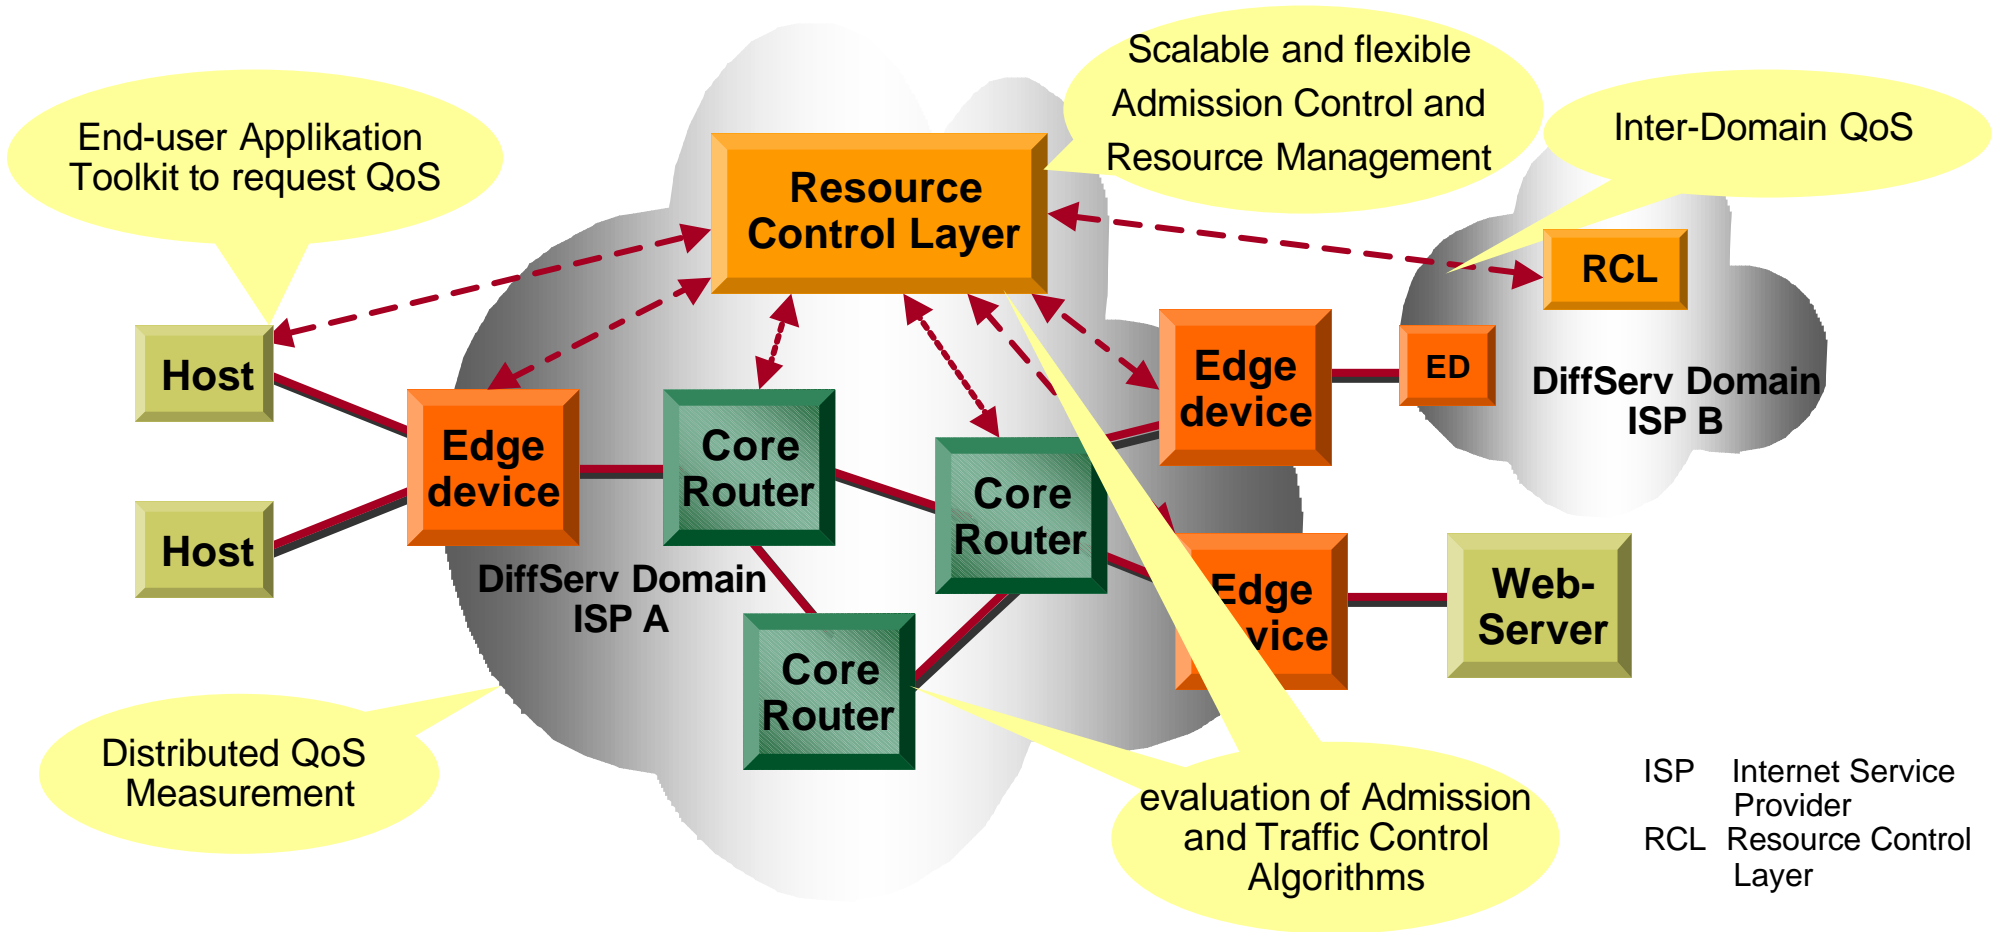 Scalable and flexible
Admission Control and
Resource Management
End-user Applikation
Toolkit to request QoS
Inter-Domain QoS
Resource
Control Layer
RCL
Host
Edge
device
ED
DiffServ Domain
ISP B
Edge
device
Core
Router
Core
Router
Host
DiffServ Domain
ISP A
Edge
Web-
Server
Core
Router
Distributed QoS
Measurement
evaluation of Admission
and Traffic Control
Algorithms
ISP Internet Service
Provider
RCL Resource Control
Layer